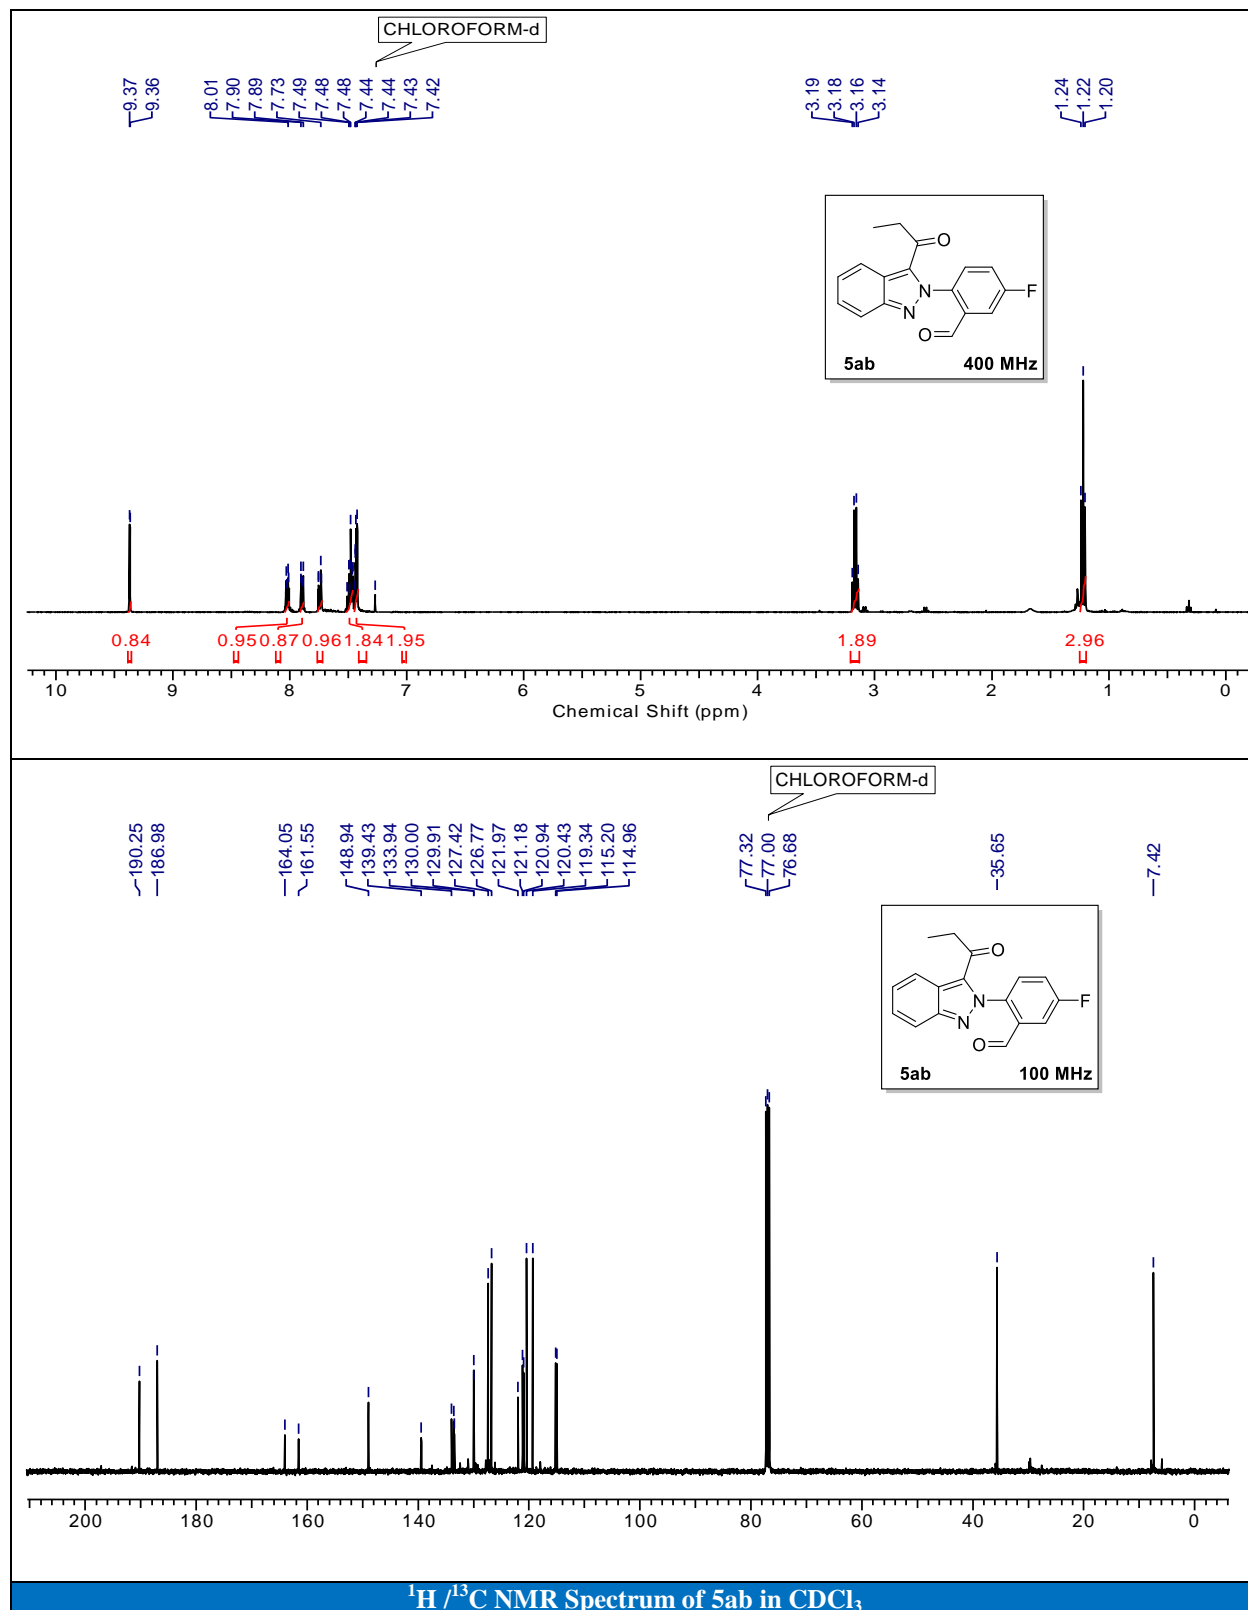 CHLOROFORM-d
9.37
9.36
8.01
7.90
7.89
7.73
7.49
7.48
7.48
7.44
7.44
7.43
7.42
3.19
3.18
3.16
3.14
1.24
1.22
1.20
O
N
N
F
O
5ab 400 MHz
0.84 0.95 0.87 0.96 1.84 1.95 1.89 2.96
10 9 8 7 6 5 4 3 2 1 0
Chemical Shift (ppm)
CHLOROFORM-d
190.25
186.98
164.05
161.55
148.94
139.43
133.94
130.00
129.91
127.42
126.77
121.97
121.18
120.94
120.43
119.34
115.20
114.96
77.32
77.00
76.68
35.65
7.42
O
N
N
F
O
5ab 100 MHz
200 180 160 140 120 100 80 60 40 20 0
¹H /¹³C NMR Spectrum of 5ab in CDCl₃